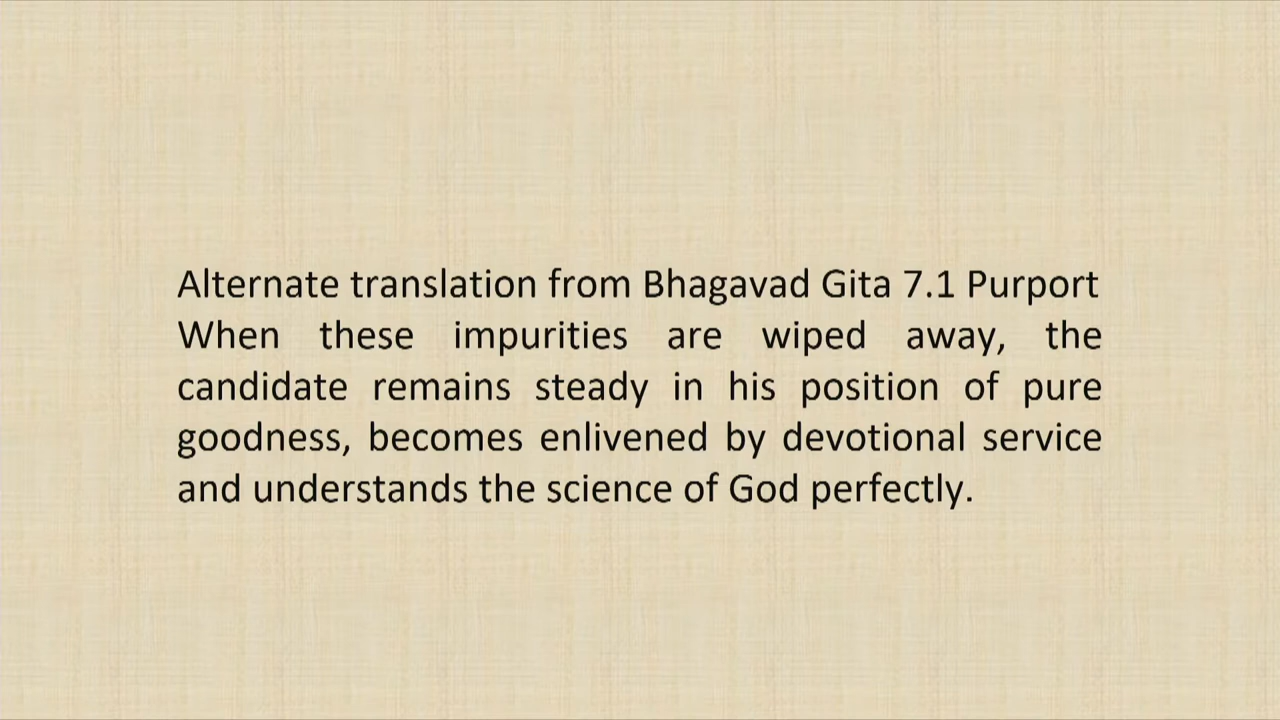 Alternate translation from Bhagavad Gita 7.1 Purport
When these impurities are wiped away, the
candidate remains steady in his position of pure
goodness, becomes enlivened by devotional service
and understands the science of God perfectly.